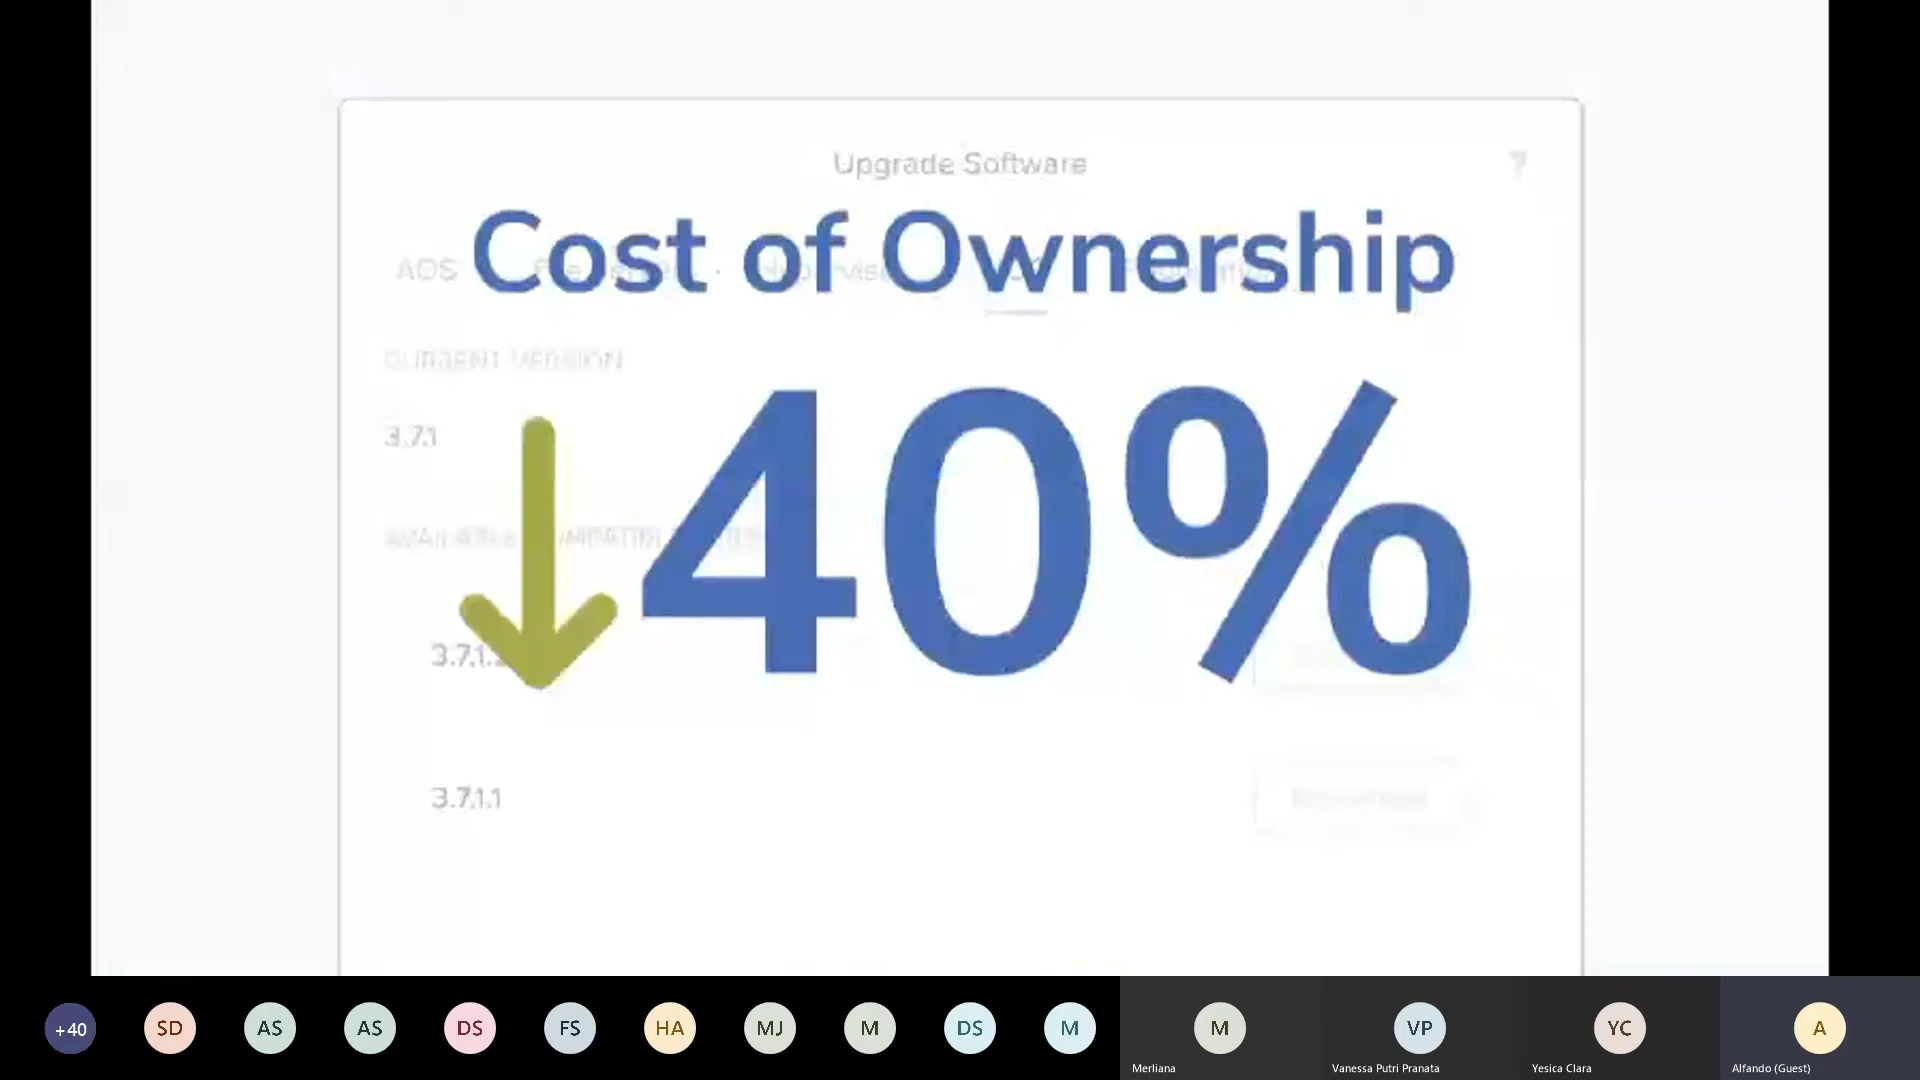 Upgrade Software
?
Cost of Ownership
AOS
CURRENT VERSION
3.7.1
↓40%
3.7.1.1
+40
SD
AS
AS
DS
FS
HA
MJ
M
DS
M
M
VP
YC
A
Merliana
Vanessa Putri Pranata
Yesica Clara
Alfando (Guest)